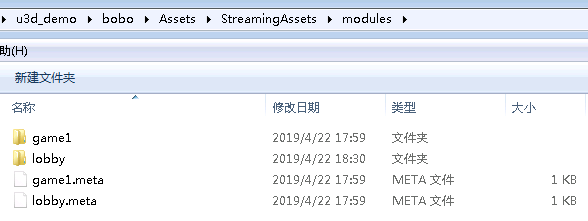 u3d_demo ▸ bobo ▸ Assets ▸ StreamingAssets ▸ modules ▸
助(H)
新建文件夹
名称 修改日期 类型 大小
game1 2019/4/22 17:59 文件夹
lobby 2019/4/22 18:30 文件夹
game1.meta 2019/4/22 17:59 META 文件 1 KB
lobby.meta 2019/4/22 17:59 META 文件 1 KB